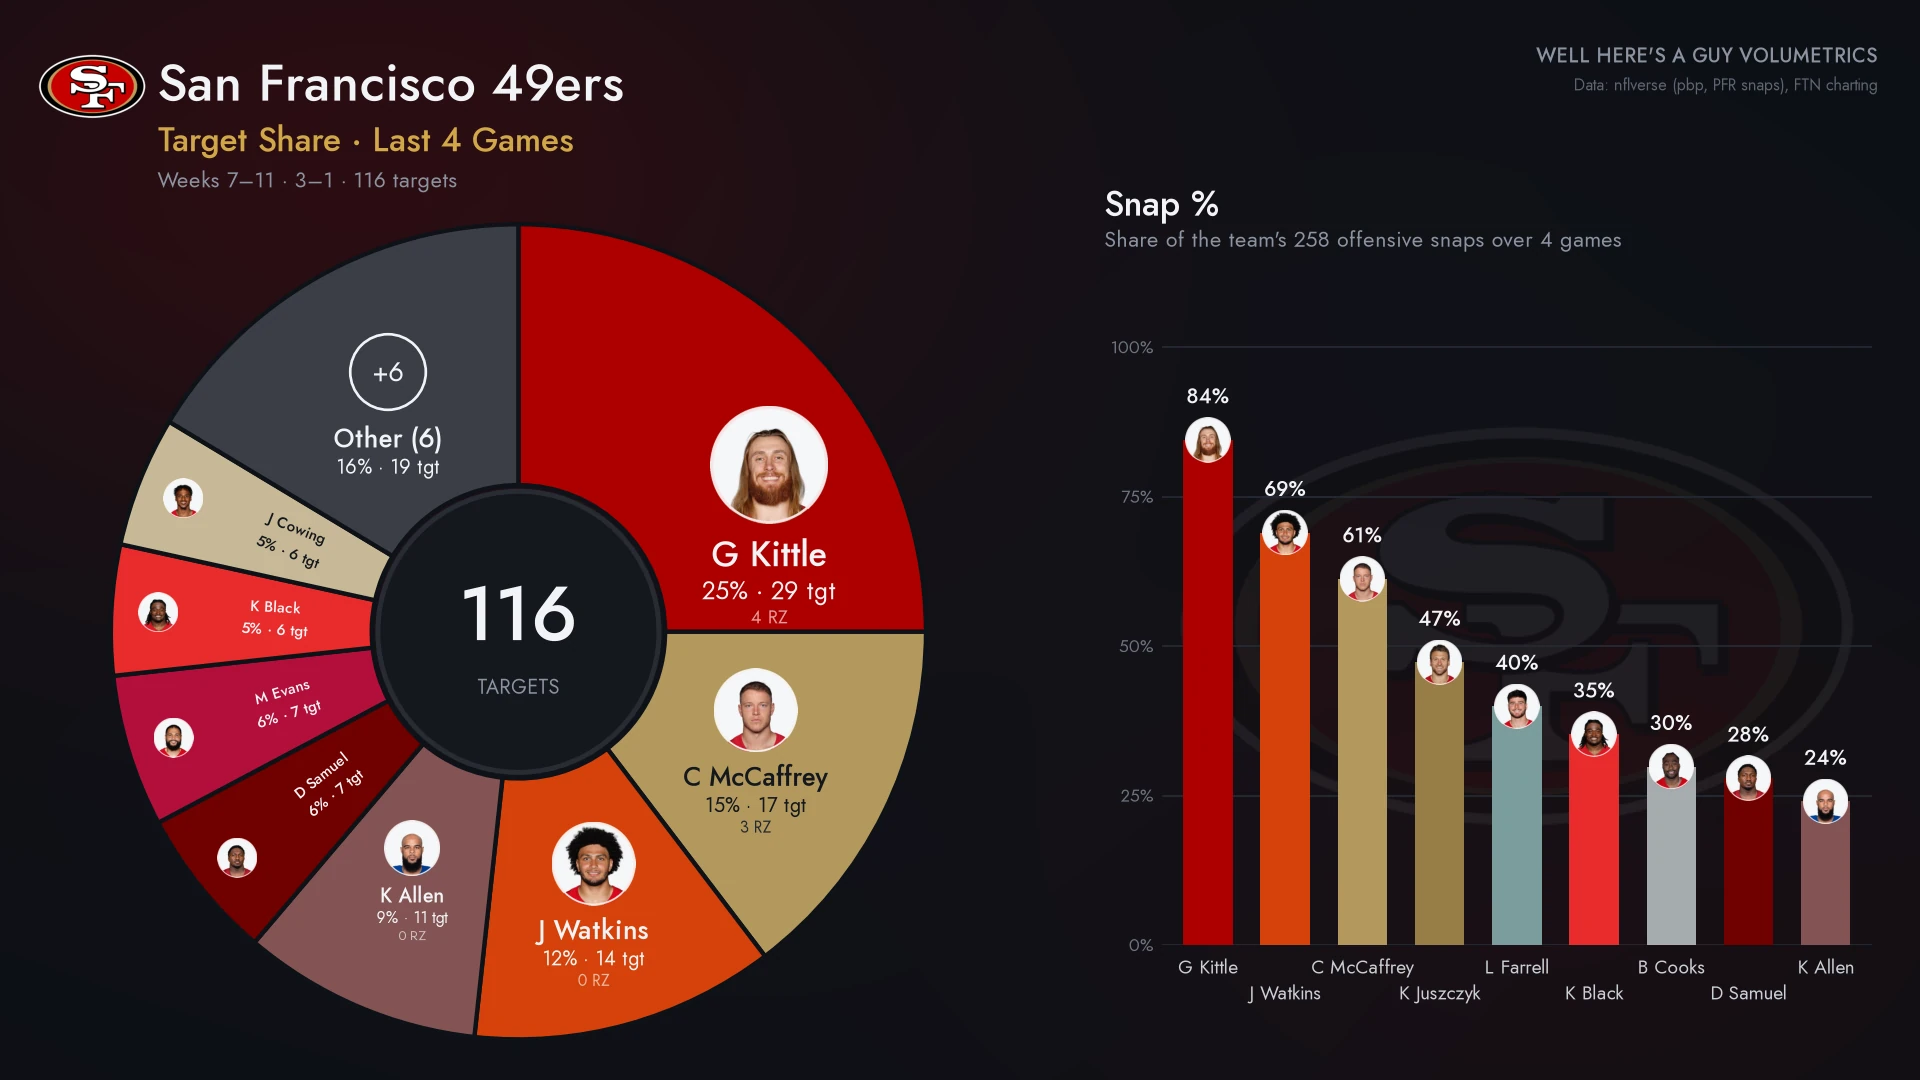 San Francisco 49ers
Target Share · Last 4 Games
Weeks 7–11 · 3–1 · 116 targets
WELL HERE'S A GUY VOLUMETRICS
Data: nflverse (pbp, PFR snaps), FTN charting
+6
Other (6)
16% · 19 tgt
G Kittle
25% · 29 tgt
4 RZ
J Cowing
5% · 6 tgt
K Black
5% · 6 tgt
M Evans
6% · 7 tgt
D Samuel
6% · 7 tgt
K Allen
9% · 11 tgt
0 RZ
J Watkins
12% · 14 tgt
0 RZ
C McCaffrey
15% · 17 tgt
3 RZ
116
TARGETS
Snap %
Share of the team's 258 offensive snaps over 4 games
100%
75%
50%
25%
0%
84%
69%
61%
47%
40%
35%
30%
28%
24%
G Kittle
J Watkins
C McCaffrey
K Juszczyk
L Farrell
K Black
B Cooks
D Samuel
K Allen
SF
SF